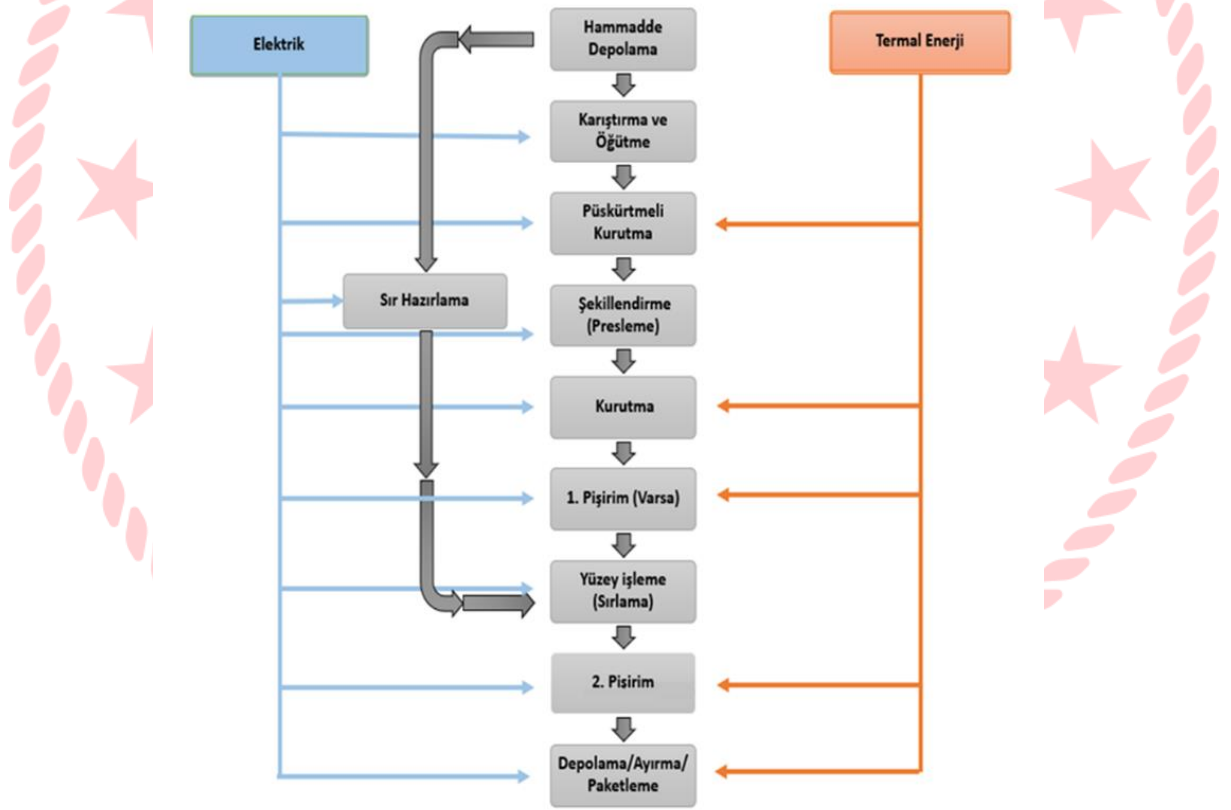 Elektrik
Hammadde
Depolama
Termal Enerji
Karıştırma ve
Öğütme
Püskürtmeli
Kurutma
Sır Hazırlama
Şekillendirme
(Presleme)
Kurutma
1. Pişirim (Varsa)
Yüzey işleme
(Sırlama)
2. Pisirim
Depolama/Ayırma/
Paketleme